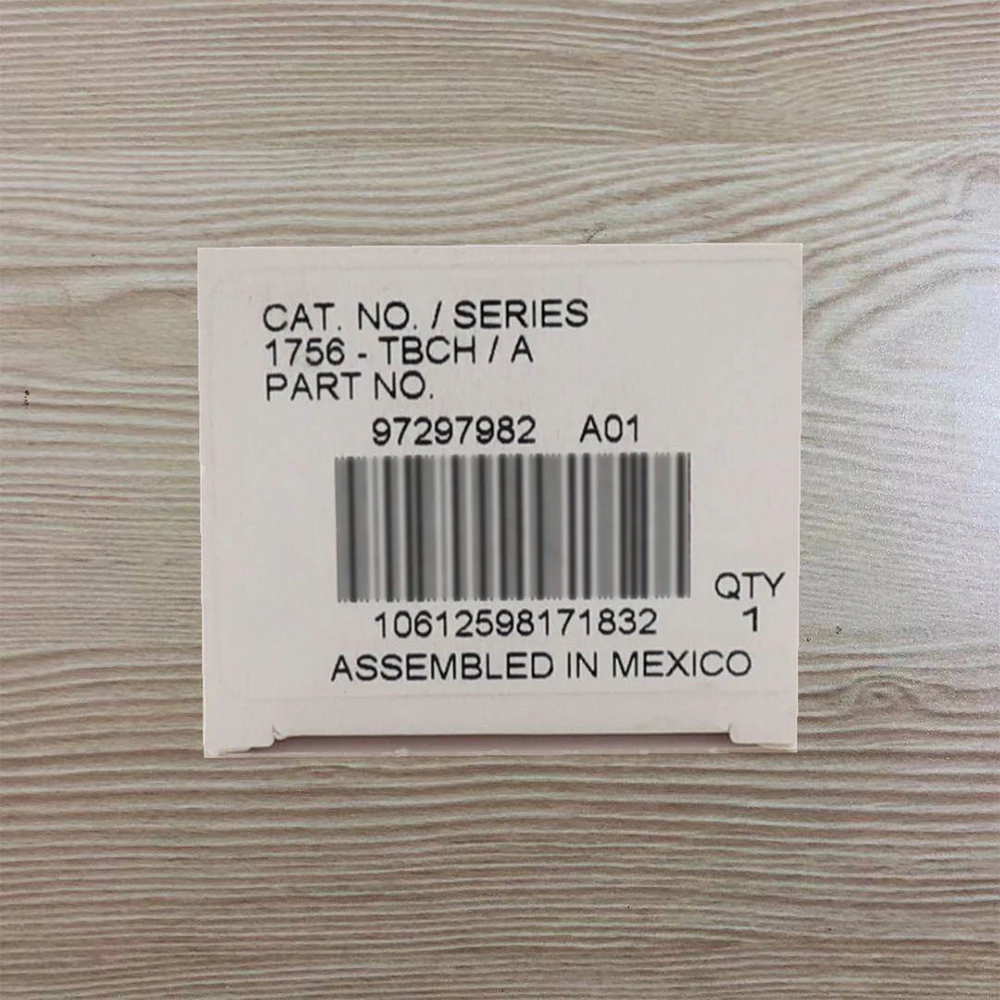 CAT. NO. / SERIES
1756 - TBCH / A
PART NO.
97297982 A01
QTY
10612598171832 1
ASSEMBLED IN MEXICO